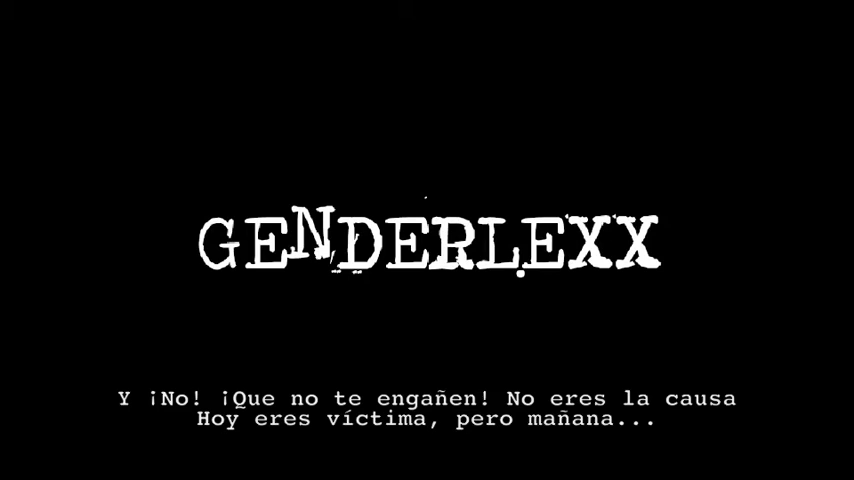 GENDERLEXX
Y ¡No! ¡Que no te engañen! No eres la causa
Hoy eres víctima, pero mañana...